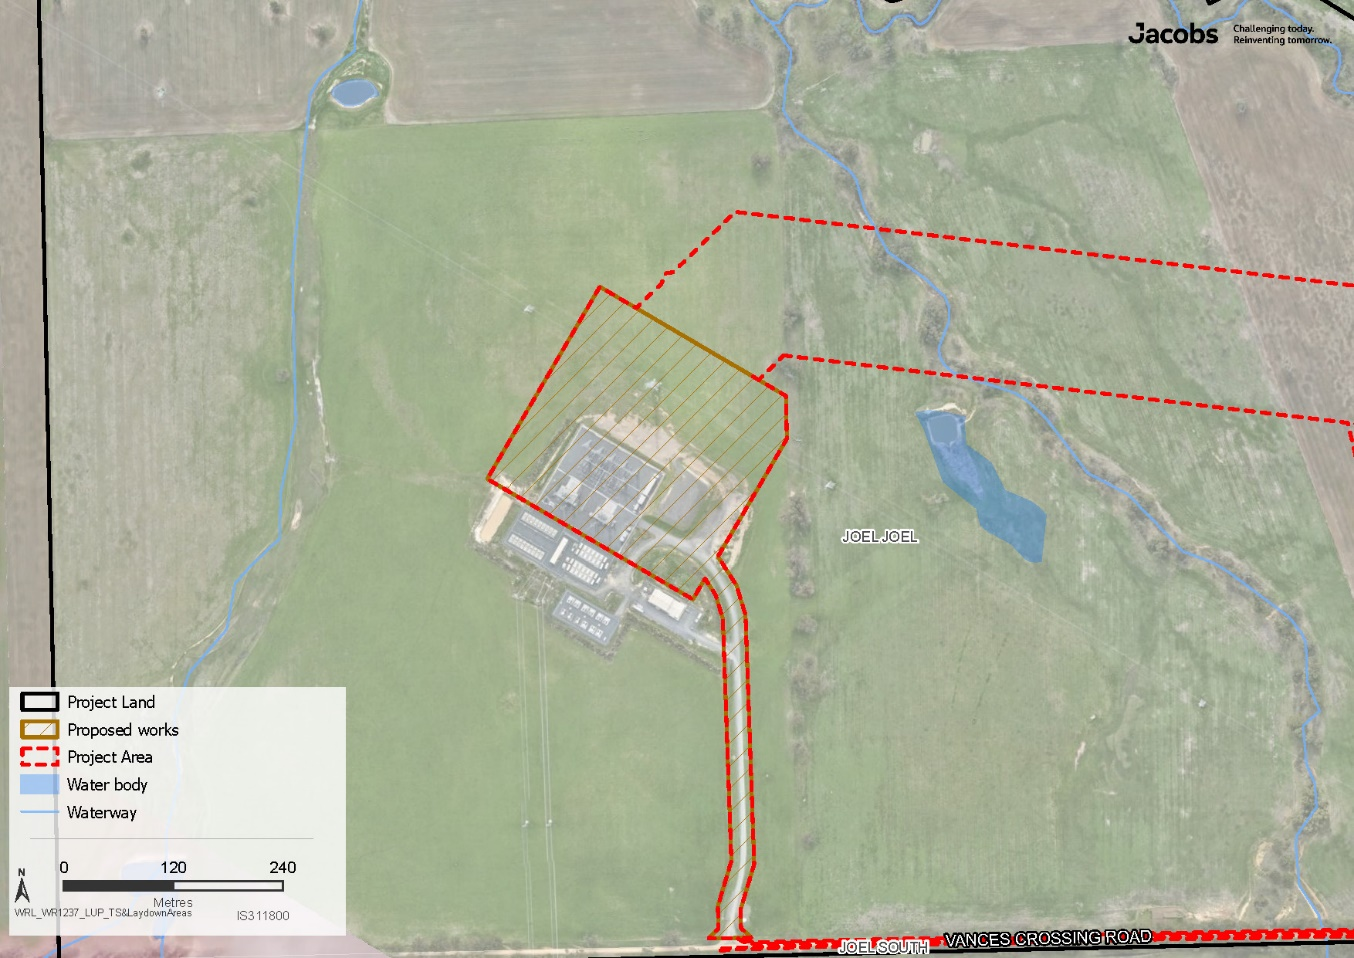 Jacobs
Challenging today.
Reinventing tomorrow.
JOEL JOEL
Project Land
Proposed works
Project Area
Water body
Waterway
0 120 240
N
Metres
WRL_WR1237_LUP_TS&LaydownAreas
IS311800
VANCES CROSSING ROAD
JOEL SOUTH